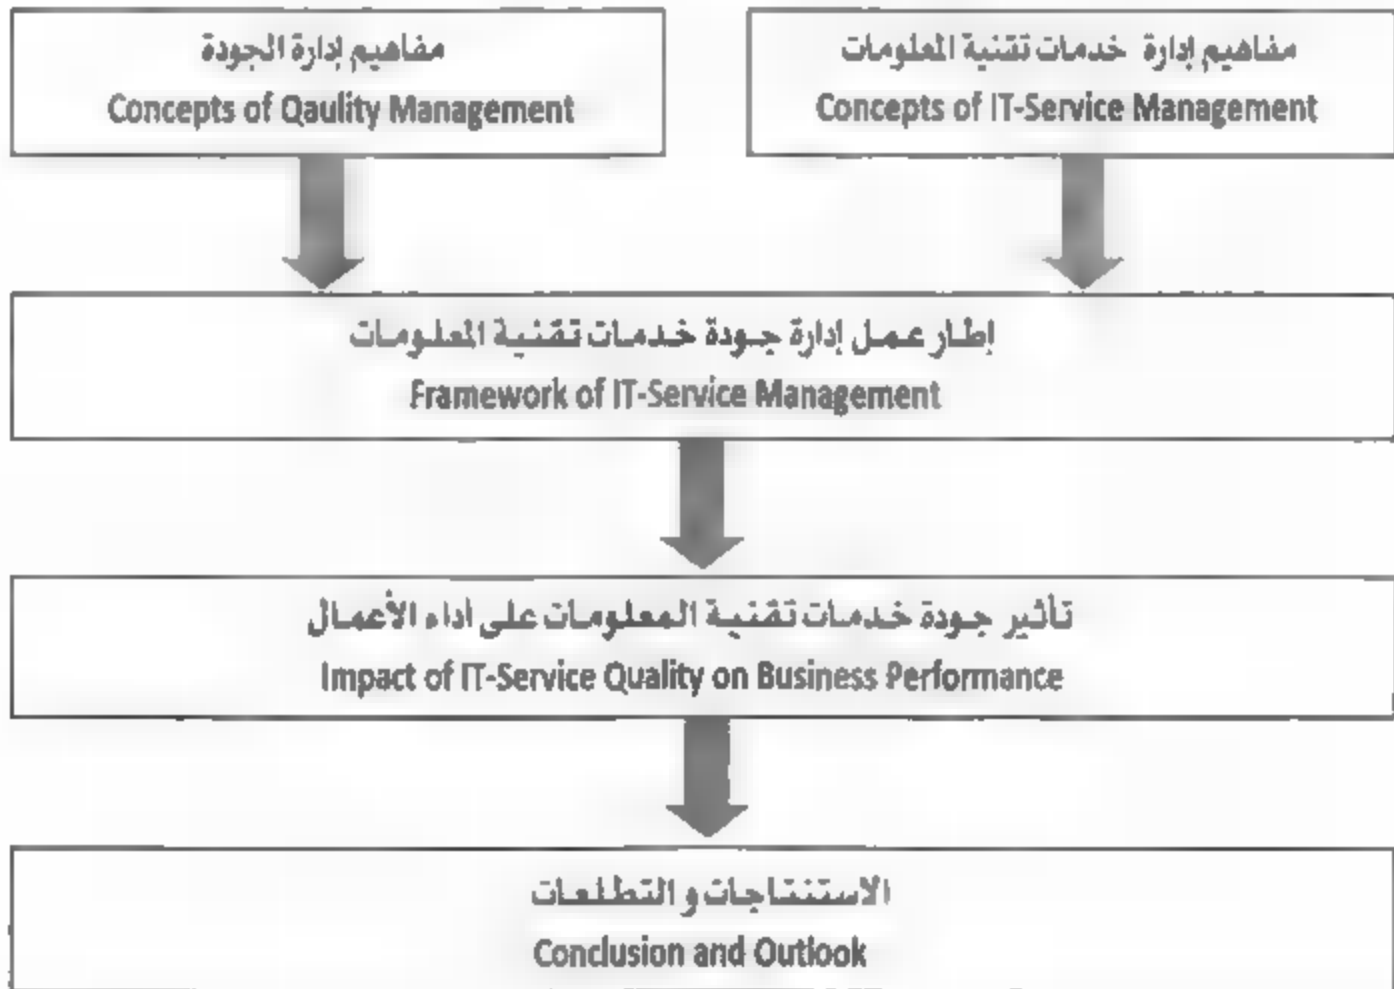 مفاهيم إدارة الجودة
Concepts of Qaulity Management
مفاهيم إدارة خدمات تقنية المعلومات
Concepts of IT-Service Management
إطار عمل إدارة جودة خدمات تقنية المعلومات
Framework of IT-Service Management
تأثير جودة خدمات تقنية المعلومات على أداء الأعمال
Impact of IT-Service Quality on Business Performance
الاستنتاجات و التطلعات
Conclusion and Outlook